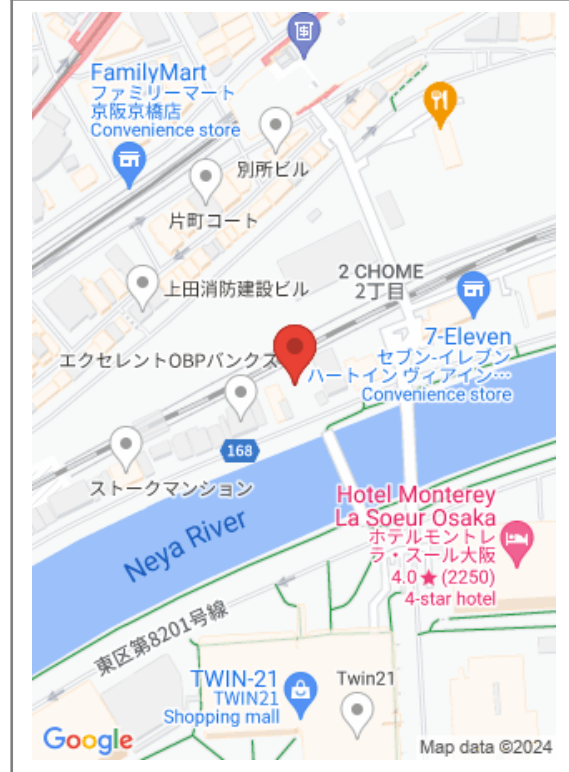 FamilyMart
ファミリーマート
京阪京橋店
Convenience store
別所ビル
片町コート
2 CHOME
2丁目
上田消防建設ビル
7-Eleven
セブン-イレブン
ハートインヴィアイン…
Convenience store
エクセレントOBPバンクス
168
ストークマンション
Neya River
Hotel Monterey
La Soeur Osaka
ホテルモントレ
ラ・スール大阪
4.0★(2250)
4-star hotel
東区第8201号線
TWIN-21
TWIN21
Shopping mall
Twin21
Google
Map data ©2024